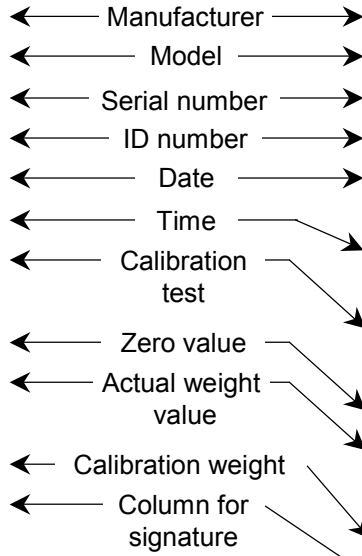 Manufacturer
Model
Serial number
ID number
Date
Time
Calibration
test
Zero value
Actual weight
value
Calibration weight
Column for
signature